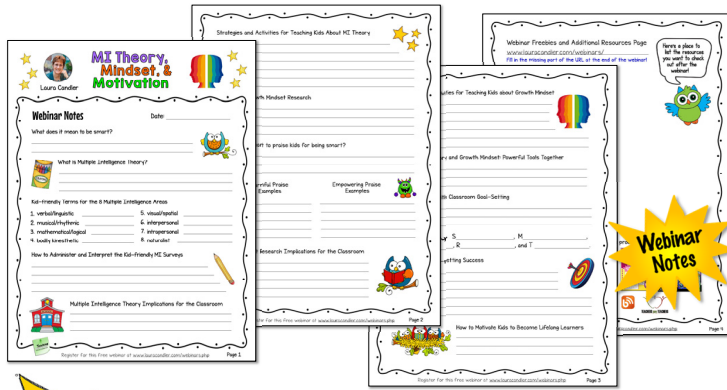 MI Theory,
Mindset, &
Motivation
Laura Candler
Webinar Notes
Date:
What does it mean to be smart?
What is Multiple Intelligence Theory?
Kid-friendly Terms for the 8 Multiple Intelligence Areas
1. verbal/linguistic
5. visual/spatial
2. musical/rhythmic
6. interpersonal
3. mathematical/logical
7. intrapersonal
4. bodily kinesthetic
8. naturalist
How to Administer and Interpret the Kid-friendly MI Surveys
Multiple Intelligence Theory Implications for the Classroom
Register for this free webinar at www.lauracandler.com/webinars.php
Page 1
Strategies and Activities for Teaching Kids About MI Theory
Mindset Research
to praise kids for being smart?
Praise
Examples
Empowering Praise
Examples
Research Implications for the Classroom
for this free webinar at www.lauracandler.com/webinars.php
Page 2
for Teaching Kids about Growth Mindset
and Growth Mindset: Powerful Tools Together
Classroom Goal-Setting
S
, M
, R
, and T
Success
How to Motivate Kids to Become Lifelong Learners
Register for this free webinar at www.lauracandler.com/webinars.php
Page 3
Webinar Freebies and Additional Resources Page
www.lauracandler.com/webinars/
Fill in the missing part of the URL at the end of the webinar!
Here's a place to
list the resources
you want to check
out after the
webinar!
Page 4
Webinar
Notes